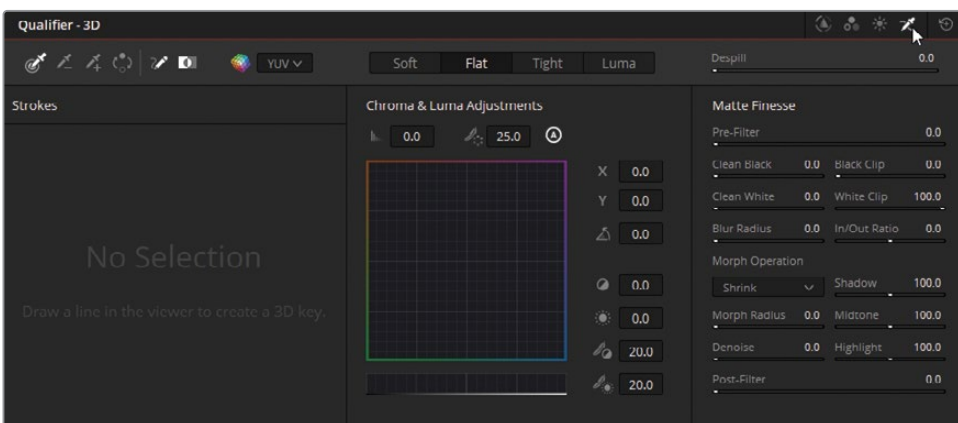 Qualifier - 3D
YUV
Soft Flat Tight Luma
Despill 0.0
Strokes
No Selection
Draw a line in the viewer to create a 3D key.
Chroma & Luma Adjustments
0.0 25.0 A
X 0.0
Y 0.0
0.0
0.0
0.0
20.0
20.0
Matte Finesse
Pre-Filter 0.0
Clean Black 0.0 Black Clip 0.0
Clean White 0.0 White Clip 100.0
Blur Radius 0.0 In/Out Ratio 0.0
Morph Operation
Shrink Shadow 100.0
Morph Radius 0.0 Midtone 100.0
Denoise 0.0 Highlight 100.0
Post-Filter 0.0